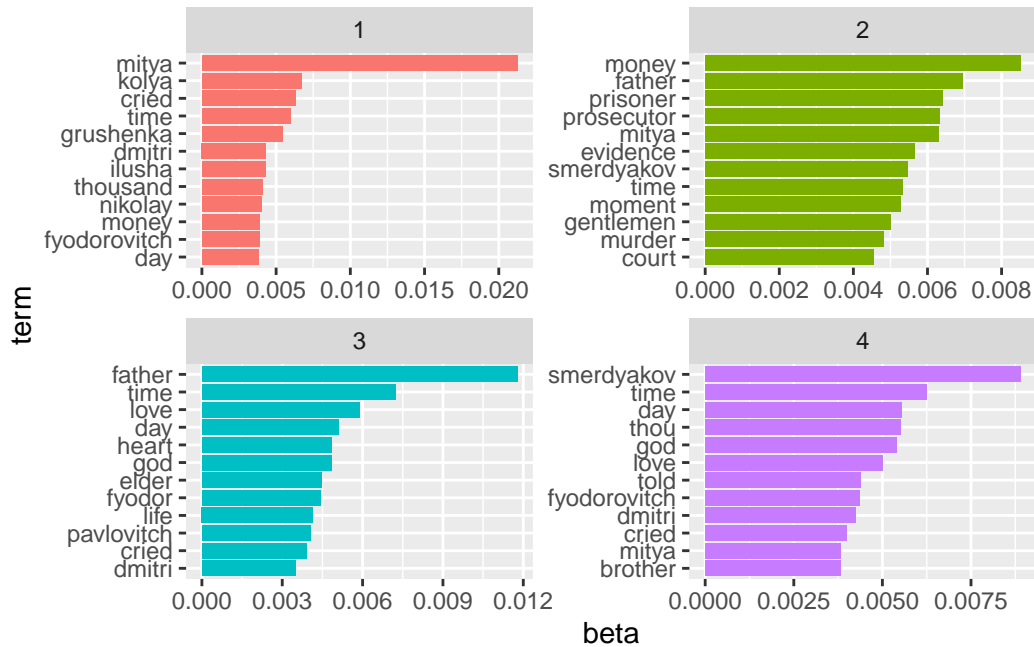 1
mitya
kolya
cried
time
grushenka
dmitri
ilusha
thousand
nikolay
money
fyodorovitch
day
0.000 0.005 0.010 0.015 0.020
2
money
father
prisoner
prosecutor
mitya
evidence
smerdyakov
time
moment
gentlemen
murder
court
0.000 0.002 0.004 0.006 0.008
term
3
father
time
love
day
heart
god
elder
fyodor
life
pavlovitch
cried
dmitri
0.000 0.003 0.006 0.009 0.012
4
smerdyakov
time
day
thou
god
love
told
fyodorovitch
dmitri
cried
mitya
brother
0.0000 0.0025 0.0050 0.0075
beta